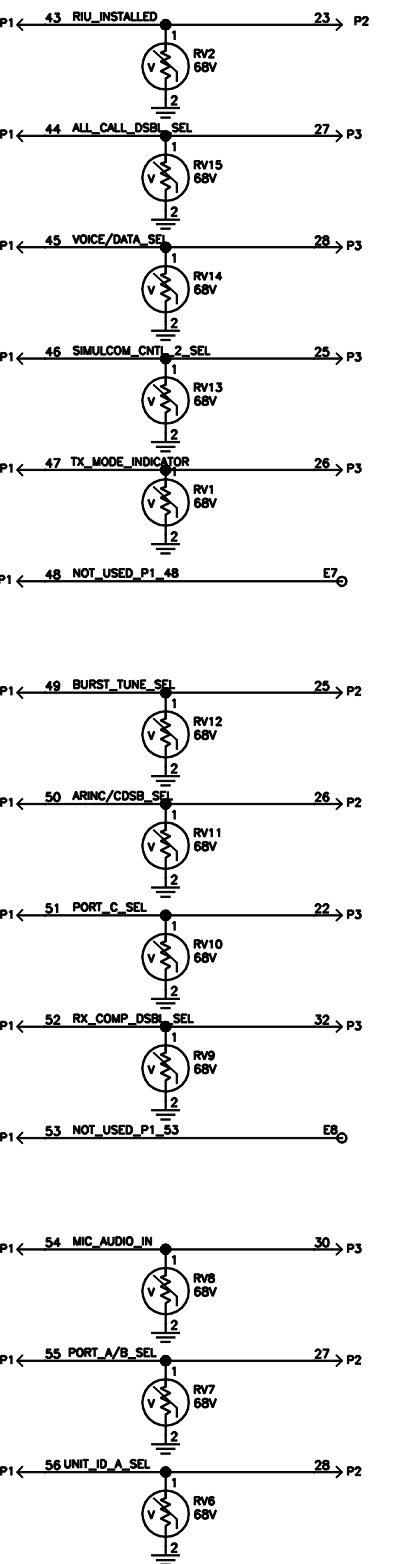 P1 43 RIU_INSTALLED 23 P2
1
RV2
V 68V
2
P1 44 ALL_CALL_DSBL_SEL 27 P3
1
RV15
V 68V
2
P1 45 VOICE/DATA_SEL 28 P3
1
RV14
V 68V
2
P1 46 SIMULCOM_CNTL_2_SEL 25 P3
1
RV13
V 68V
2
P1 47 TX_MODE_INDICATOR 26 P3
1
RV1
V 68V
2
P1 48 NOT_USED_P1_48 E7
P1 49 BURST_TUNE_SEL 25 P2
1
RV12
V 68V
2
P1 50 ARINC/CDSB_SEL 26 P2
1
RV11
V 68V
2
P1 51 PORT_C_SEL 22 P3
1
RV10
V 68V
2
P1 52 RX_COMP_DSBL_SEL 32 P3
1
RV9
V 68V
2
P1 53 NOT_USED_P1_53 E8
P1 54 MIC_AUDIO_IN 30 P3
1
RV8
V 68V
2
P1 55 PORT_A/B_SEL 27 P2
1
RV7
V 68V
2
P1 56 UNIT_ID_A_SEL 28 P2
1
RV6
V 68V
2